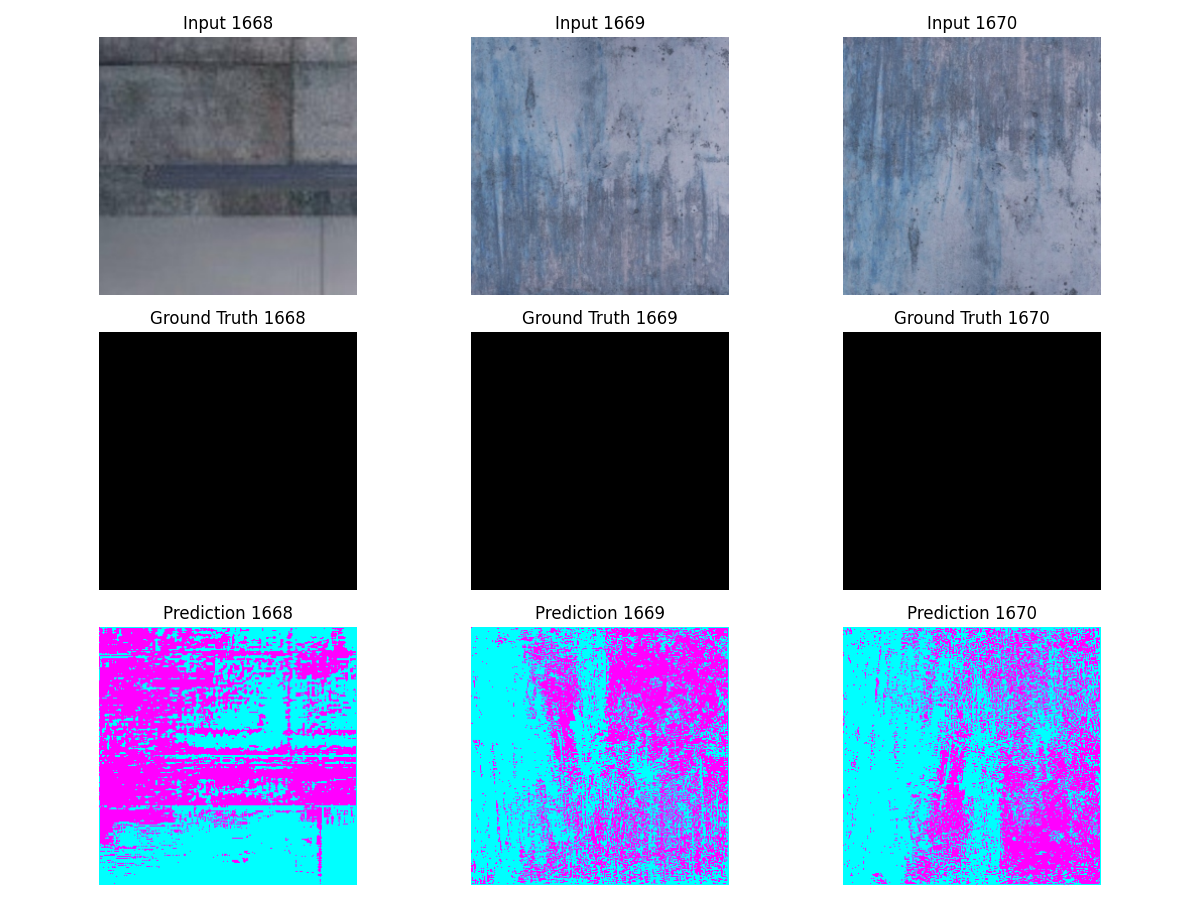 Input 1668
Input 1669
Input 1670
Ground Truth 1668
Ground Truth 1669
Ground Truth 1670
Prediction 1668
Prediction 1669
Prediction 1670